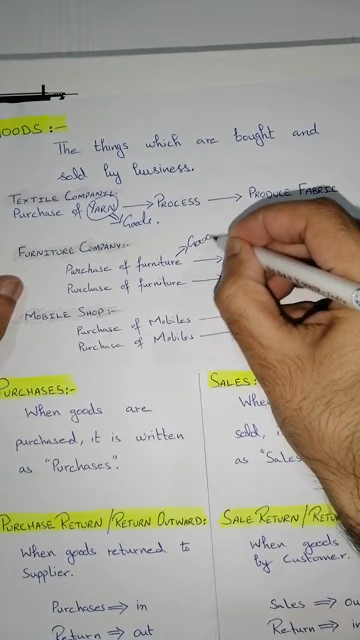 GOODS :-
The things which are bought and
sold by business.
TEXTILE COMPANY:-
Purchase of YARN → PROCESS → PRODUCE FABRIC
Goods.
FURNITURE COMPANY:-
Purchase of furniture →
Purchase of furniture
MOBILE SHOP:-
Purchase of Mobiles
Purchase of Mobiles
PURCHASES:-
When goods are
purchased, it is written
as "Purchases".
SALES:
sold,
as "Sales
PURCHASE RETURN/RETURN OUTWARD:
When goods returned to
Supplier.
Purchases ⇒ in
Return ⇒ out
SALE RETURN/
When goods
by Customer.
Sales ⇒
Return ⇒